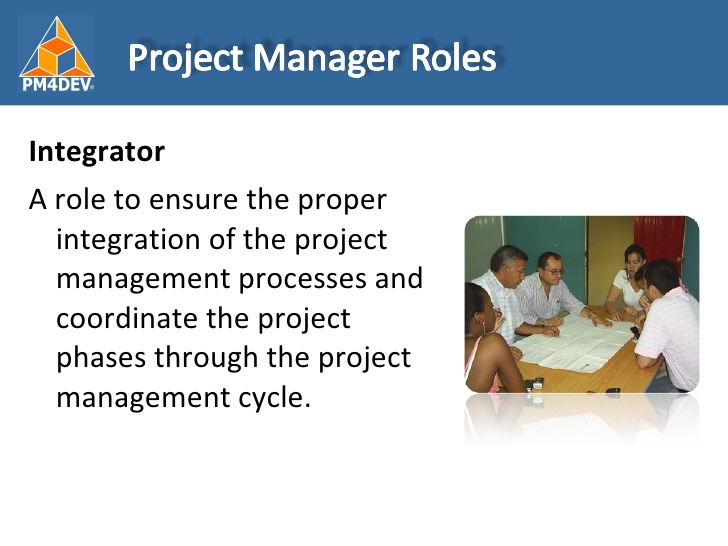 Project Manager Roles
PM4DEV®
Integrator
A role to ensure the proper
integration of the project
management processes and
coordinate the project
phases through the project
management cycle.